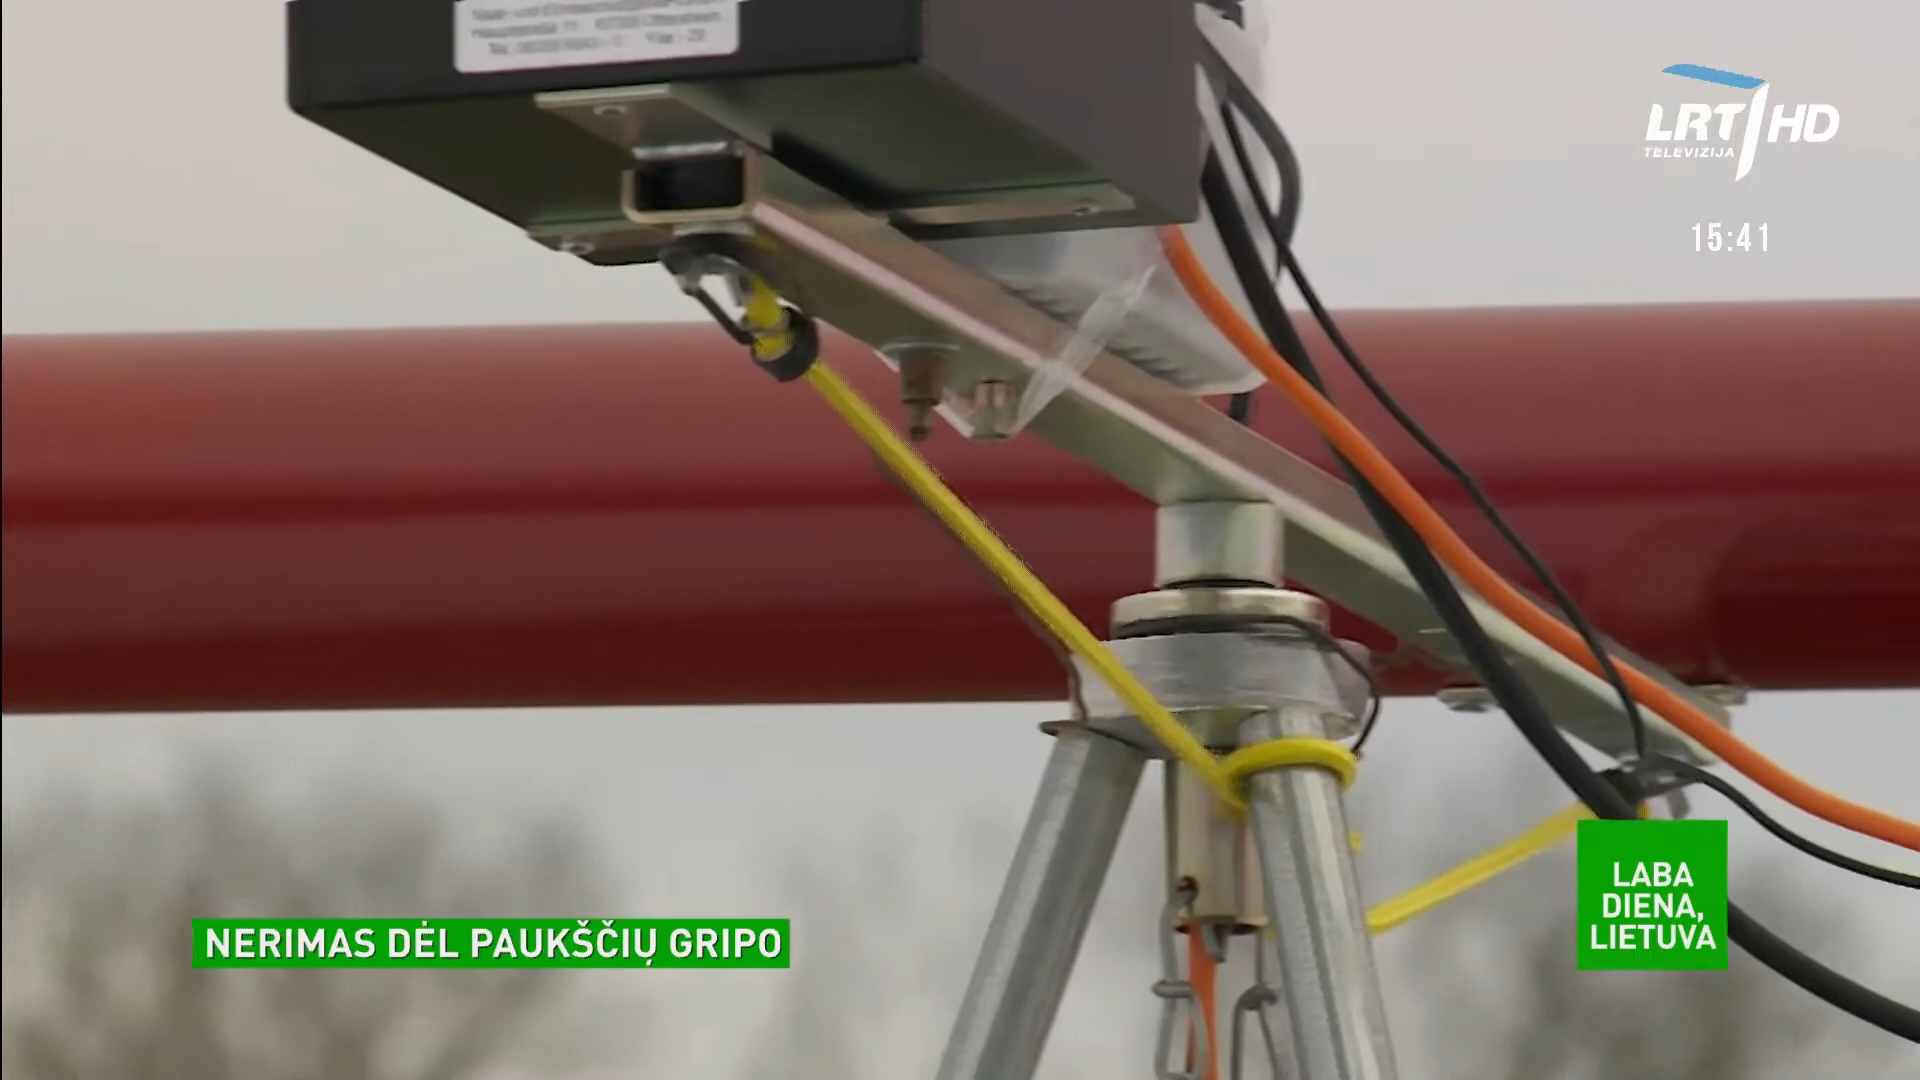 LRT HD
TELEVIZIJA
15:41
LABA
DIENA,
LIETUVA
NERIMAS DĖL PAUKŠČIŲ GRIPO